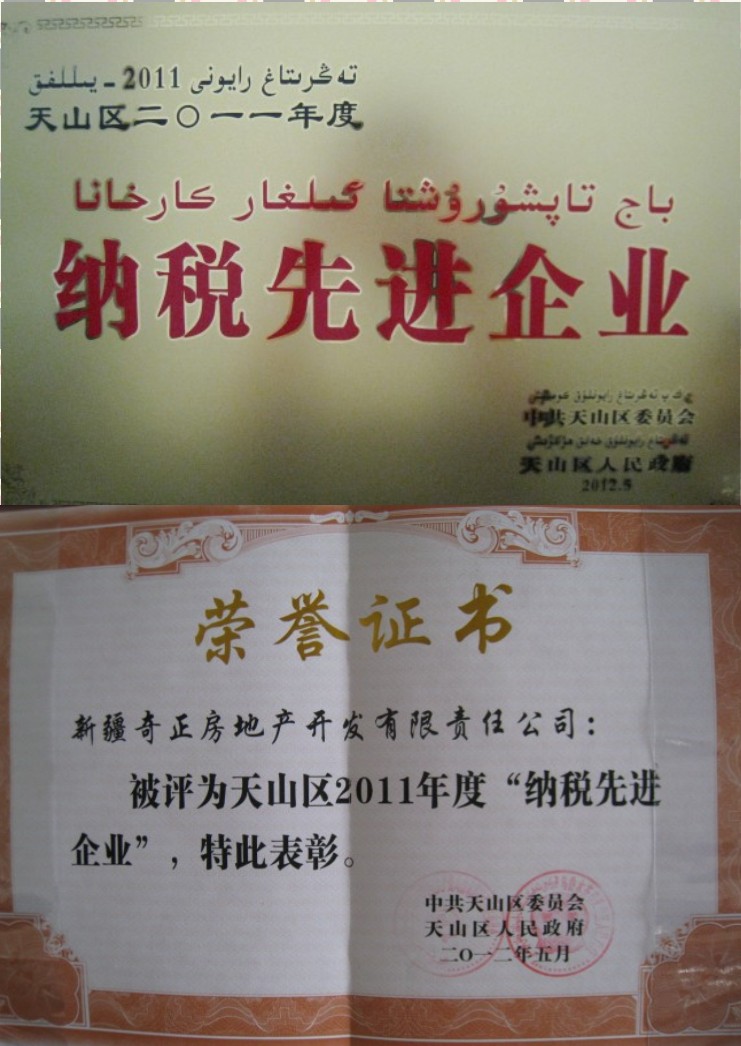 تەڭرىتاغ رايونى 2011 - يىللىق
天山区二〇一一年度
باج تاپشۇرۇشتا ئىلغار كارخانا
纳税先进企业
中共天山区委员会
天山区人民政府
2012.5
荣誉证书
新疆奇正房地产开发有限责任公司：
被评为天山区2011年度“纳税先进
企业”，特此表彰。
中共天山区委员会
天山区人民政府
二〇一二年五月